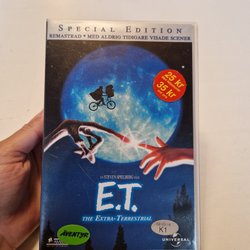 SPECIAL EDITION
REMASTRAD * MED ALDRIG TIDIGARE VISADE SCENER
25 kr
35 kr
E.T.
THE EXTRA-TERRESTRIAL
ÄVENTYR
K1
UNIVERSAL